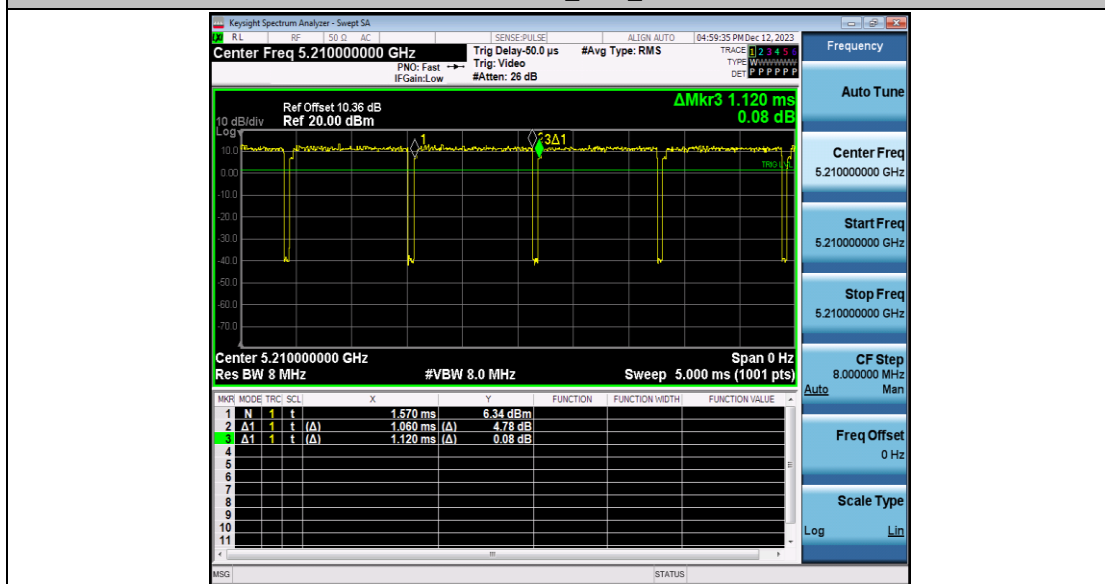 Keysight Spectrum Analyzer - Swept SA
RL RF 50 Ω AC SENSE:PULSE ALIGN AUTO 04:59:35 PM Dec 12, 2023
Center Freq 5.210000000 GHz Trig Delay-50.0 µs #Avg Type: RMS TRACE 1 2 3 4 5 6
PNO: Fast Trig: Video TYPE WWWWWW
IFGain:Low #Atten: 26 dB DET P P P P P P
Frequency
ΔMkr3 1.120 ms
0.08 dB
Ref Offset 10.36 dB
10 dB/div Ref 20.00 dBm
Log
10.0
0.00
-10.0
-20.0
-30.0
-40.0
-50.0
-60.0
-70.0
1
3Δ1
TRIG LVL
Center 5.210000000 GHz Span 0 Hz
Res BW 8 MHz #VBW 8.0 MHz Sweep 5.000 ms (1001 pts)
MKR MODE TRC SCL X Y FUNCTION FUNCTION WIDTH FUNCTION VALUE
1 N 1 t 1.570 ms 6.34 dBm
2 Δ1 1 t (Δ) 1.060 ms (Δ) 4.78 dB
3 Δ1 1 t (Δ) 1.120 ms (Δ) 0.08 dB
4
5
6
7
8
9
10
11
MSG STATUS
Auto Tune
Center Freq
5.210000000 GHz
Start Freq
5.210000000 GHz
Stop Freq
5.210000000 GHz
CF Step
8.000000 MHz
Auto Man
Freq Offset
0 Hz
Scale Type
Log Lin